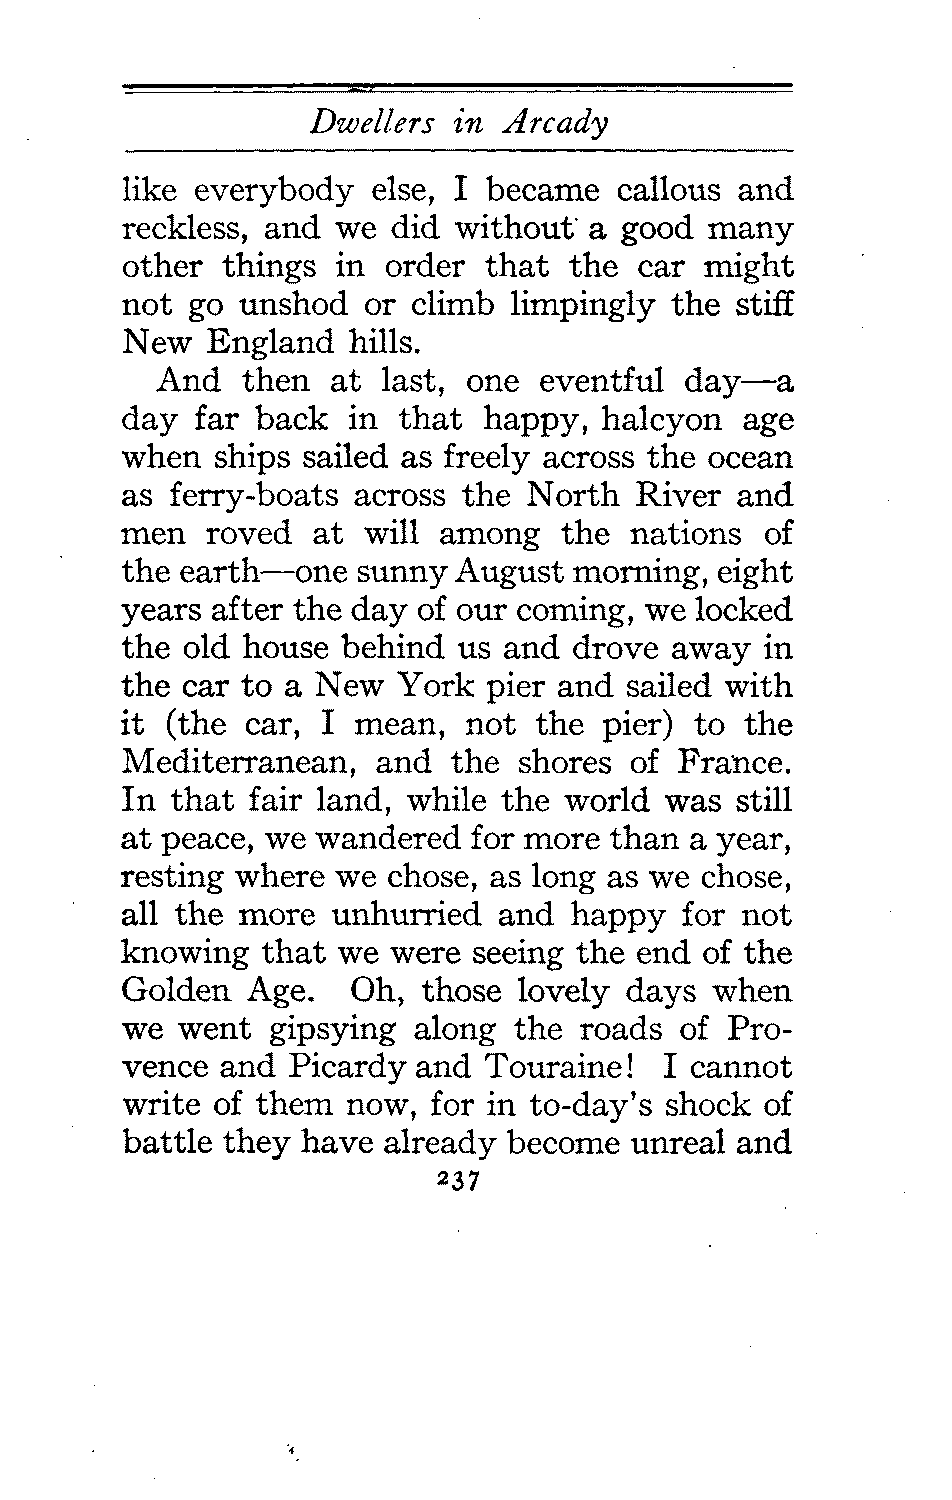 Dwellers in Arcady
like everybody else, I became callous and
reckless, and we did without a good many
other things in order that the car might
not go unshod or climb limpingly the stiff
New England hills.
And then at last, one eventful day—a
day far back in that happy, halcyon age
when ships sailed as freely across the ocean
as ferry-boats across the North River and
men roved at will among the nations of
the earth—one sunny August morning, eight
years after the day of our coming, we locked
the old house behind us and drove away in
the car to a New York pier and sailed with
it (the car, I mean, not the pier) to the
Mediterranean, and the shores of France.
In that fair land, while the world was still
at peace, we wandered for more than a year,
resting where we chose, as long as we chose,
all the more unhurried and happy for not
knowing that we were seeing the end of the
Golden Age. Oh, those lovely days when
we went gipsying along the roads of Pro-
vence and Picardy and Touraine! I cannot
write of them now, for in to-day's shock of
battle they have already become unreal and
237